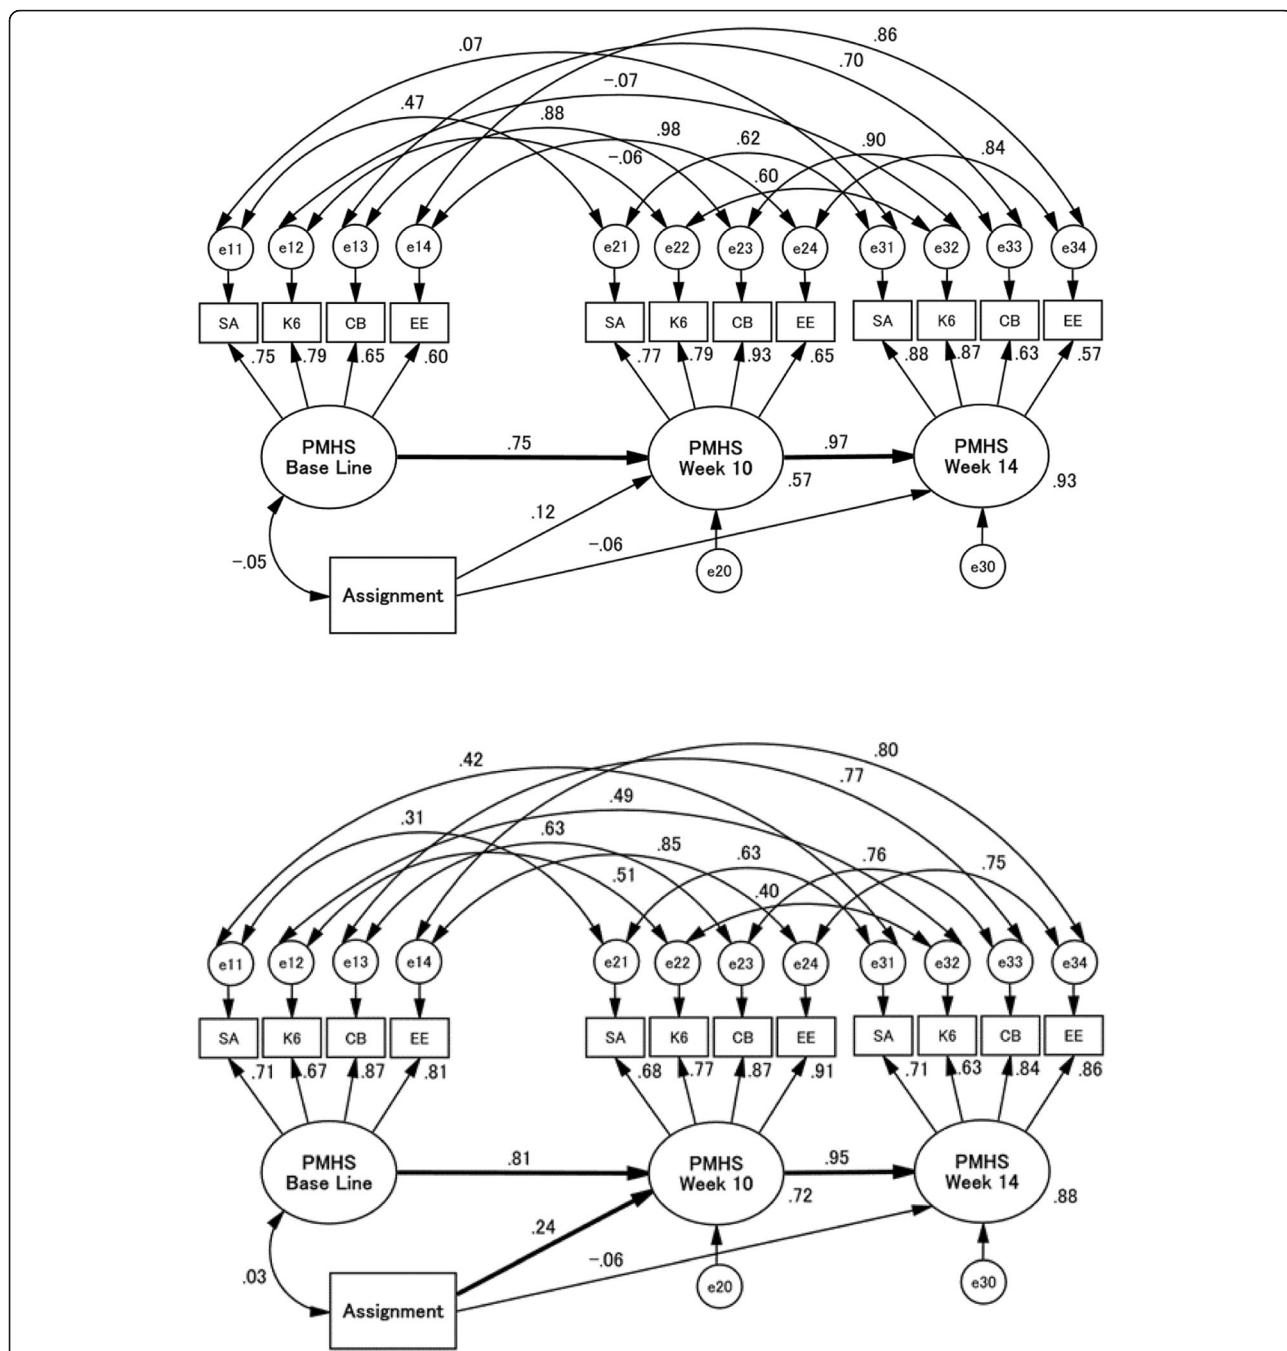 .07
.86
.70
-.07
.47
.88
.98
-.06
.62
.90
.84
.60
e11 e12 e13 e14 e21 e22 e23 e24 e31 e32 e33 e34
SA K6 CB EE SA K6 CB EE SA K6 CB EE
.75 .79 .65 .60 .77 .79 .93 .65 .88 .87 .63 .57
PMHS
Base Line
.75
PMHS
Week 10
.57
.97
PMHS
Week 14
.93
.12
-.06
-.05
Assignment
e20
e30
.42
.80
.77
.49
.31
.63
.85
.51
.63
.76
.75
.40
e11 e12 e13 e14 e21 e22 e23 e24 e31 e32 e33 e34
SA K6 CB EE SA K6 CB EE SA K6 CB EE
.71 .67 .87 .81 .68 .77 .87 .91 .71 .63 .84 .86
PMHS
Base Line
.81
PMHS
Week 10
.72
.95
PMHS
Week 14
.88
.24
-.06
.03
Assignment
e20
e30